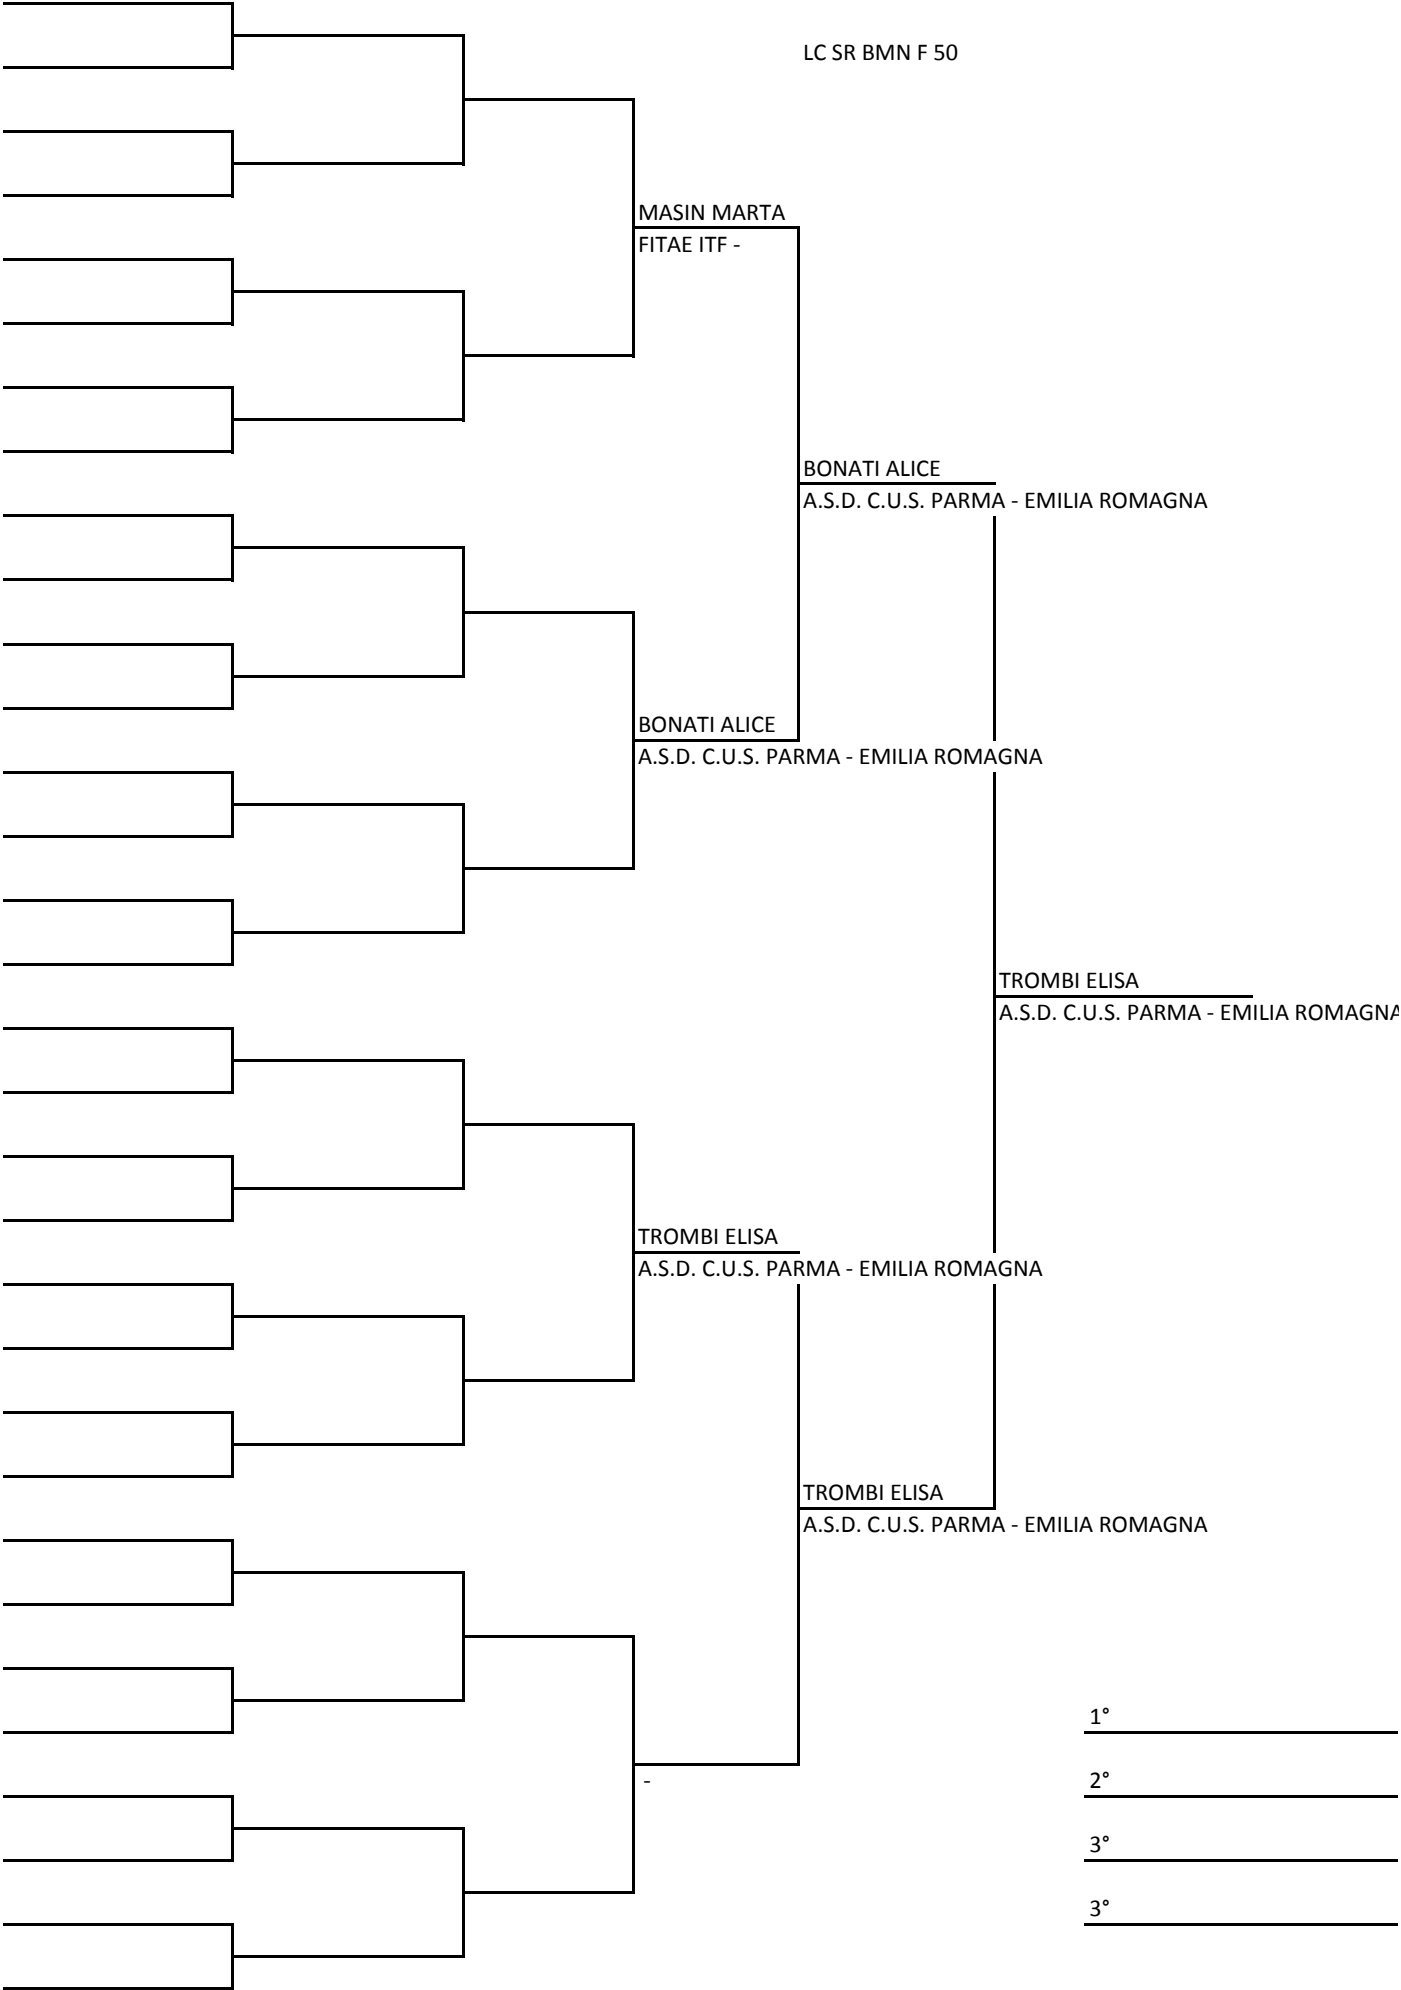 LC SR BMN F 50
MASIN MARTA
FITAE ITF -
BONATI ALICE
A.S.D. C.U.S. PARMA - EMILIA ROMAGNA
BONATI ALICE
A.S.D. C.U.S. PARMA - EMILIA ROMAGNA
TROMBI ELISA
A.S.D. C.U.S. PARMA - EMILIA ROMAGNA
TROMBI ELISA
A.S.D. C.U.S. PARMA - EMILIA ROMAGNA
TROMBI ELISA
A.S.D. C.U.S. PARMA - EMILIA ROMAGNA
1°
-
2°
3°
3°